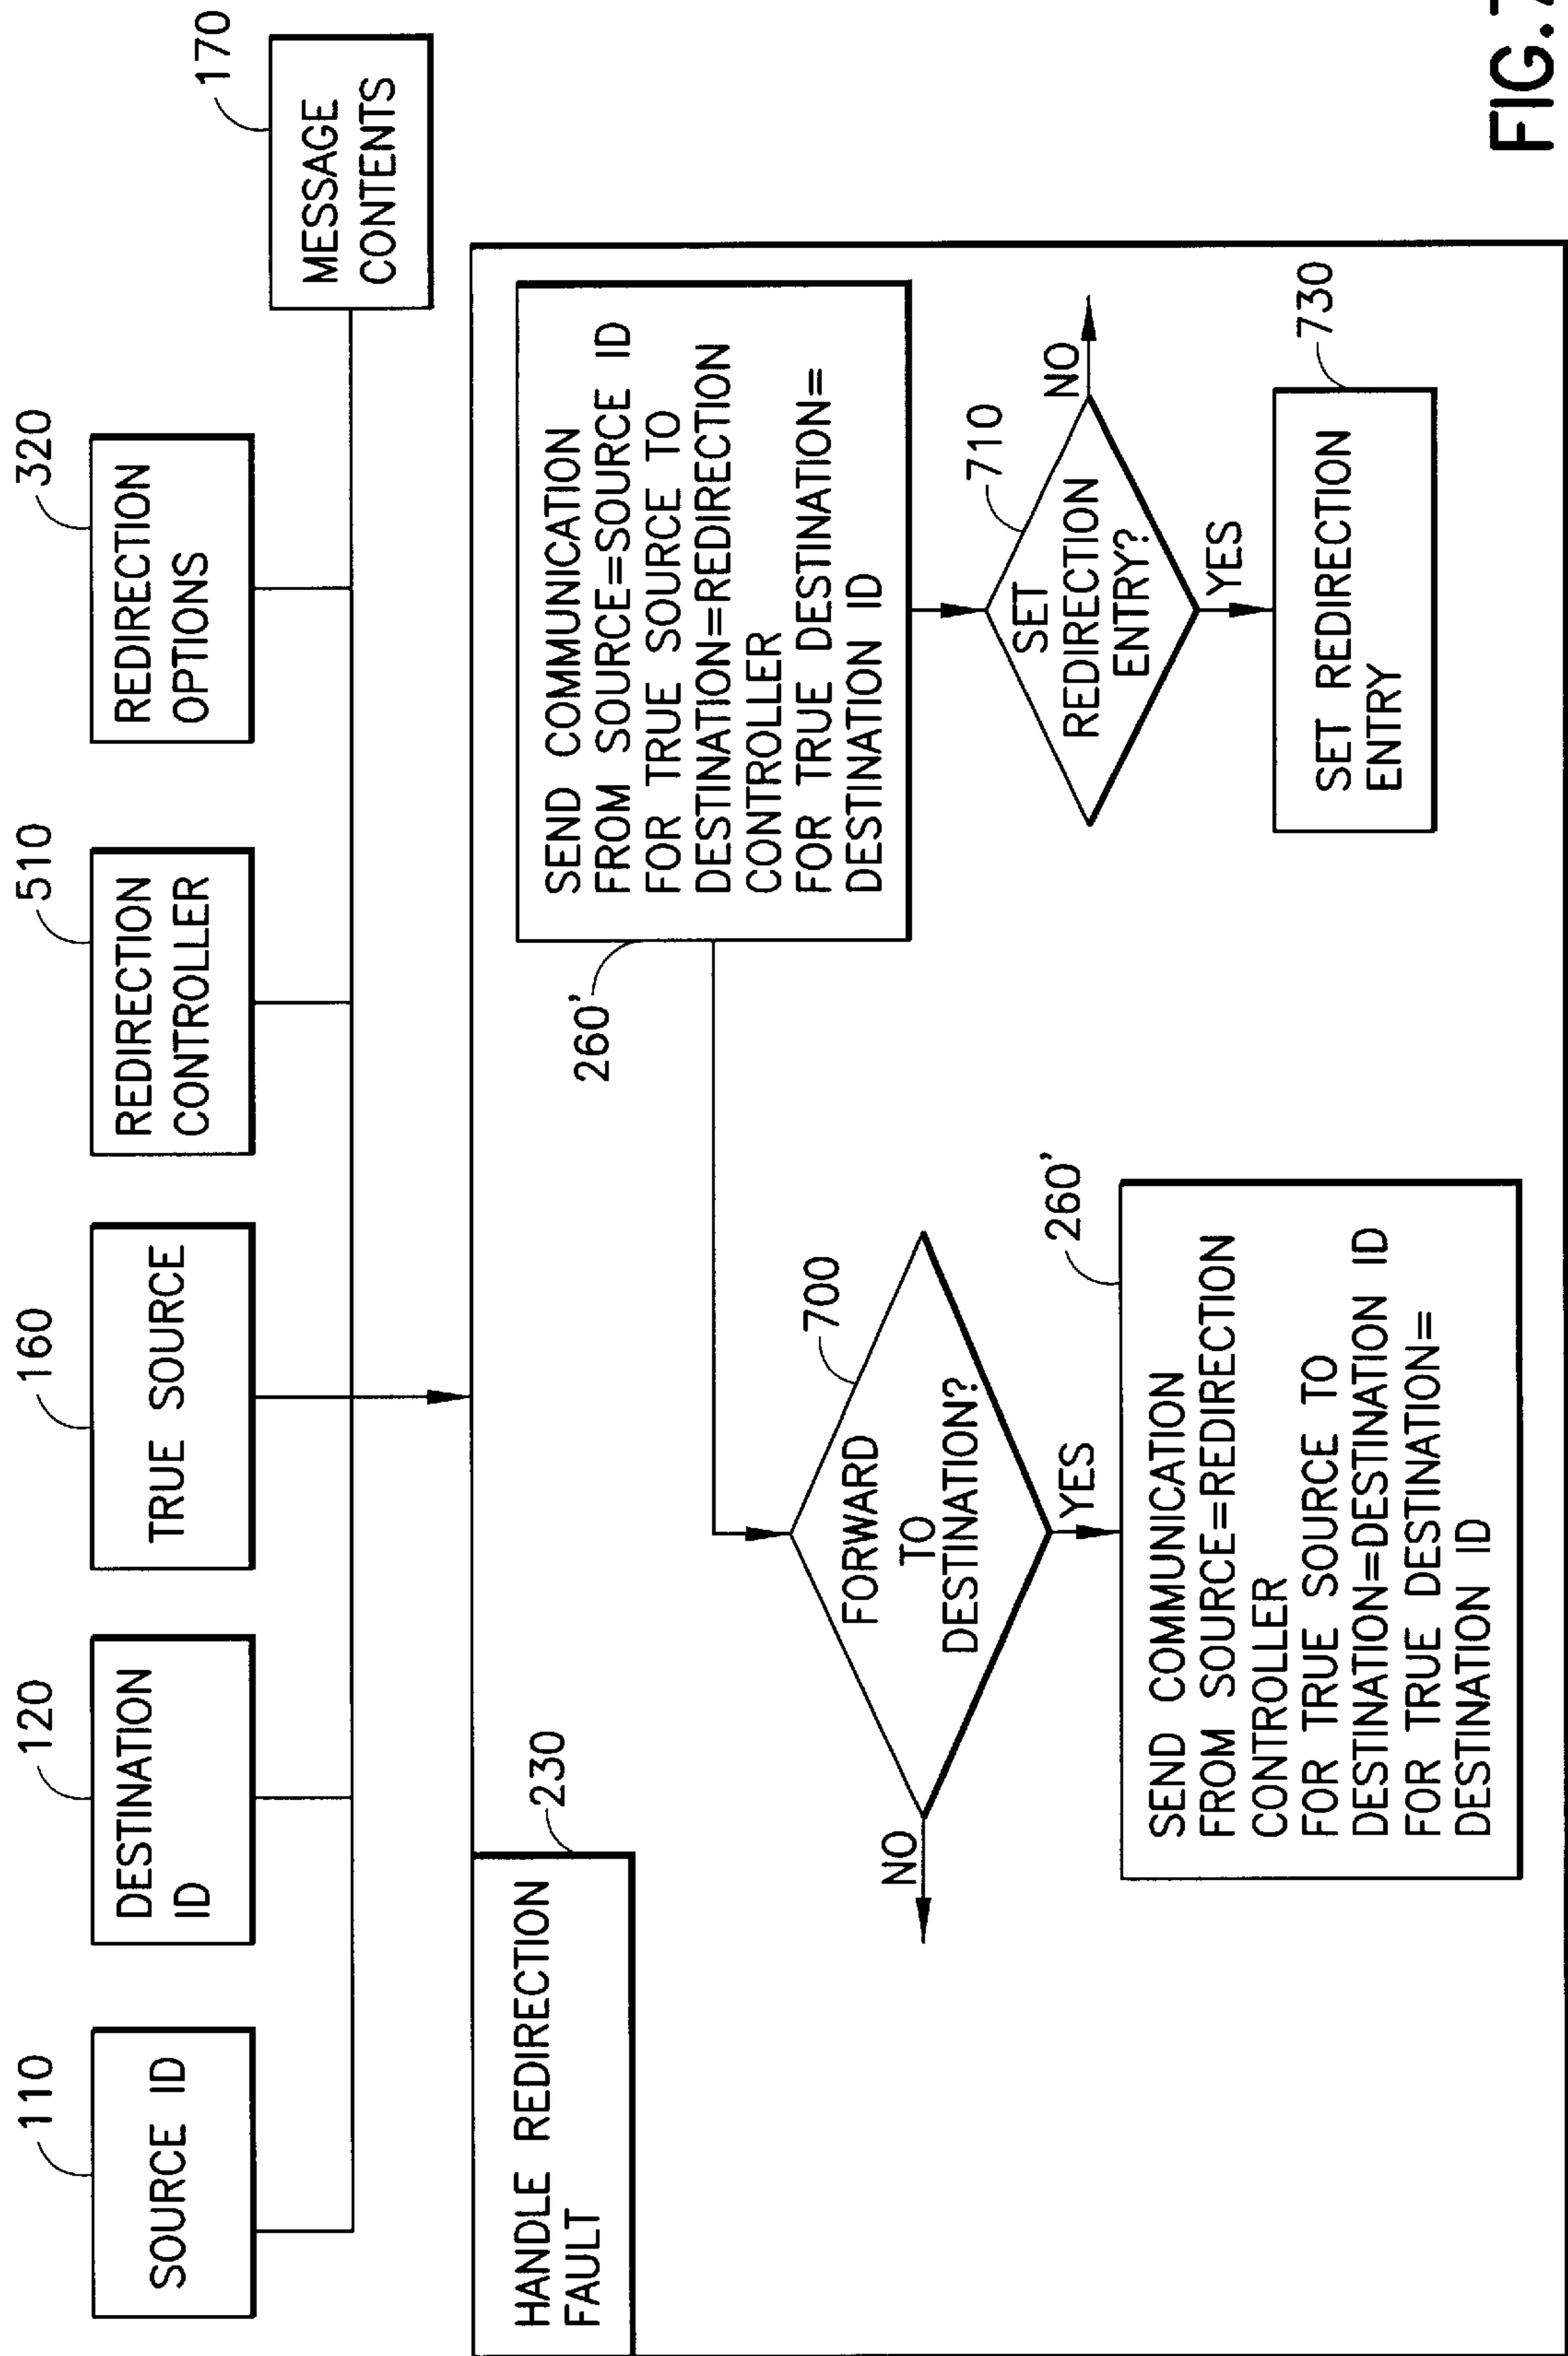 110
SOURCE ID
120
DESTINATION
ID
160
TRUE SOURCE
510
REDIRECTION
CONTROLLER
320
REDIRECTION
OPTIONS
170
MESSAGE
CONTENTS
HANDLE REDIRECTION
FAULT
230
260'
SEND COMMUNICATION
FROM SOURCE=SOURCE ID
FOR TRUE SOURCE TO
DESTINATION=REDIRECTION
CONTROLLER
FOR TRUE DESTINATION=
DESTINATION ID
700
FORWARD
TO
DESTINATION?
NO
YES
260'
SEND COMMUNICATION
FROM SOURCE=REDIRECTION
CONTROLLER
FOR TRUE SOURCE TO
DESTINATION=DESTINATION ID
FOR TRUE DESTINATION=
DESTINATION ID
710
SET
REDIRECTION
ENTRY?
NO
YES
730
SET REDIRECTION
ENTRY
FIG.7